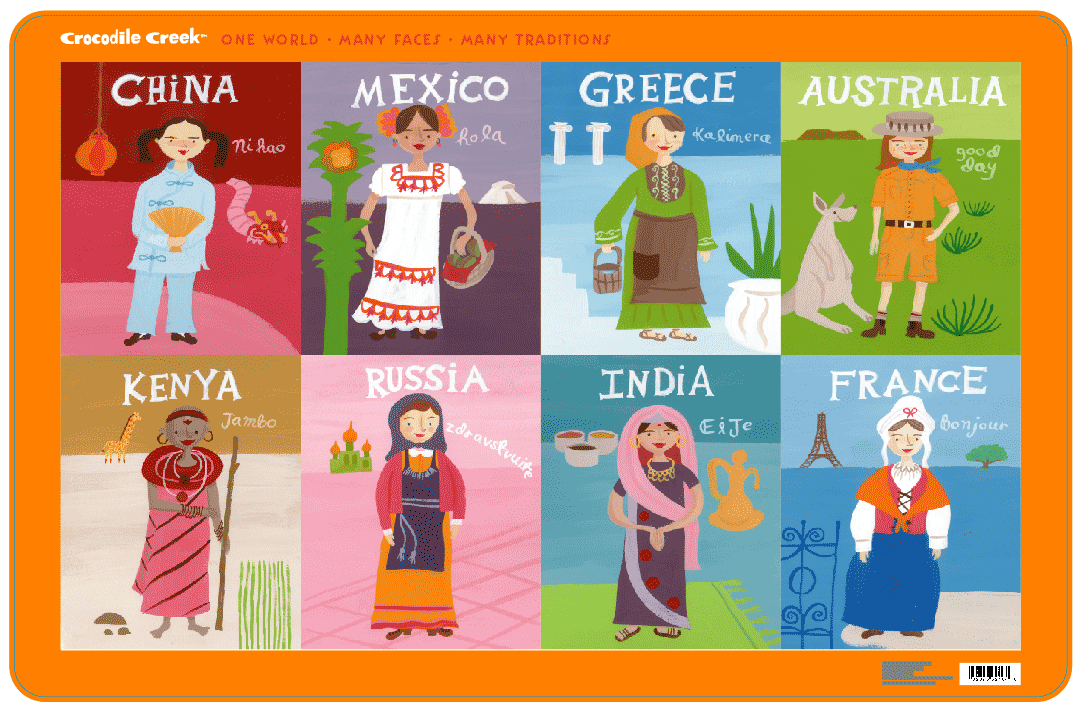 Crocodile Creek™ ONE WORLD · MANY FACES · MANY TRADITIONS
CHiNA
Ni hao
MEXiCO
hola
GREECE
Kalimera
AUSTRALIA
good
day
KENYA
Jambo
RUSSiA
zdravstvuite
INDiA
FRANCE
Bonjour